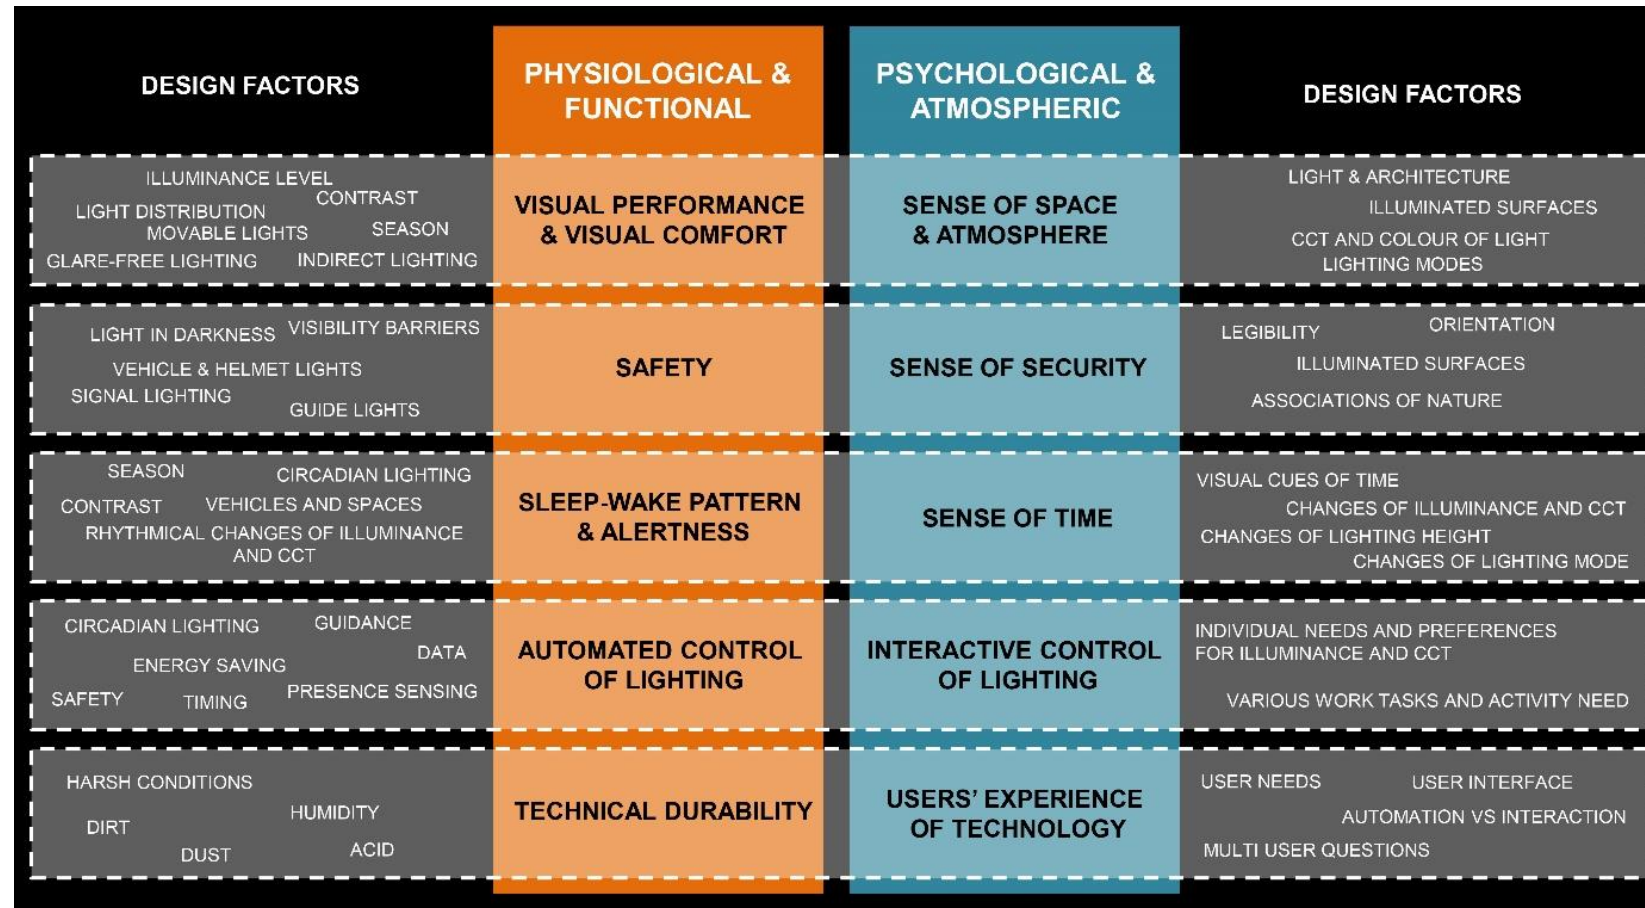 DESIGN FACTORS
PHYSIOLOGICAL &
FUNCTIONAL
PSYCHOLOGICAL &
ATMOSPHERIC
DESIGN FACTORS
ILLUMINANCE LEVEL
CONTRAST
LIGHT DISTRIBUTION
MOVABLE LIGHTS
SEASON
GLARE-FREE LIGHTING
INDIRECT LIGHTING
VISUAL PERFORMANCE
& VISUAL COMFORT
SENSE OF SPACE
& ATMOSPHERE
LIGHT & ARCHITECTURE
ILLUMINATED SURFACES
CCT AND COLOUR OF LIGHT
LIGHTING MODES
LIGHT IN DARKNESS
VISIBILITY BARRIERS
VEHICLE & HELMET LIGHTS
SIGNAL LIGHTING
GUIDE LIGHTS
SAFETY
SENSE OF SECURITY
LEGIBILITY
ORIENTATION
ILLUMINATED SURFACES
ASSOCIATIONS OF NATURE
SEASON
CIRCADIAN LIGHTING
CONTRAST
VEHICLES AND SPACES
RHYTHMICAL CHANGES OF ILLUMINANCE
AND CCT
SLEEP-WAKE PATTERN
& ALERTNESS
SENSE OF TIME
VISUAL CUES OF TIME
CHANGES OF ILLUMINANCE AND CCT
CHANGES OF LIGHTING HEIGHT
CHANGES OF LIGHTING MODE
CIRCADIAN LIGHTING
GUIDANCE
DATA
ENERGY SAVING
SAFETY
TIMING
PRESENCE SENSING
AUTOMATED CONTROL
OF LIGHTING
INTERACTIVE CONTROL
OF LIGHTING
INDIVIDUAL NEEDS AND PREFERENCES
FOR ILLUMINANCE AND CCT
VARIOUS WORK TASKS AND ACTIVITY NEED
HARSH CONDITIONS
HUMIDITY
DIRT
DUST
ACID
TECHNICAL DURABILITY
USERS’ EXPERIENCE
OF TECHNOLOGY
USER NEEDS
USER INTERFACE
AUTOMATION VS INTERACTION
MULTI USER QUESTIONS